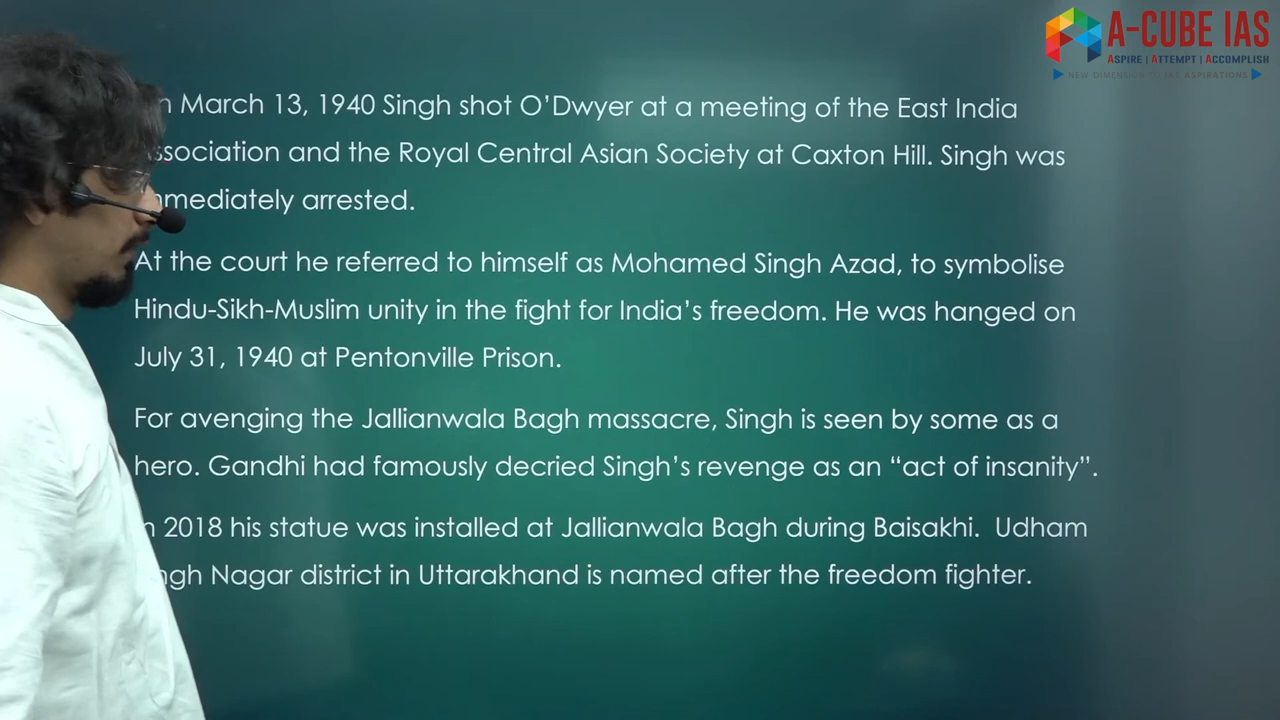 A-CUBE IAS
ASPIRE | ATTEMPT | ACCOMPLISH
NEW DIMENSION TO IAS ASPIRATIONS
March 13, 1940 Singh shot O'Dwyer at a meeting of the East India
and the Royal Central Asian Society at Caxton Hill. Singh was
arrested.
At the court he referred to himself as Mohamed Singh Azad, to symbolise
Hindu-Sikh-Muslim unity in the fight for India's freedom. He was hanged on
July 31, 1940 at Pentonville Prison.
For avenging the Jallianwala Bagh massacre, Singh is seen by some as a
hero. Gandhi had famously decried Singh's revenge as an “act of insanity”.
2018 his statue was installed at Jallianwala Bagh during Baisakhi. Udham
Nagar district in Uttarakhand is named after the freedom fighter.